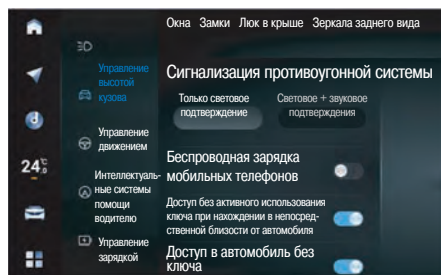 Окна Замки Люк в крыше Зеркала заднего вида
Управление
высотой
кузова
Управление
движением
Интеллектуаль-
ные системы
помощи
водителю
Управление
зарядкой
24.0°C
Сигнализация противоугонной системы
Только световое
подтверждение
Световое + звуковое
подтверждения
Беспроводная зарядка
мобильных телефонов
Доступ без активного использования
ключа при нахождении в непосред-
ственной близости от автомобиля
Доступ в автомобиль без
ключа